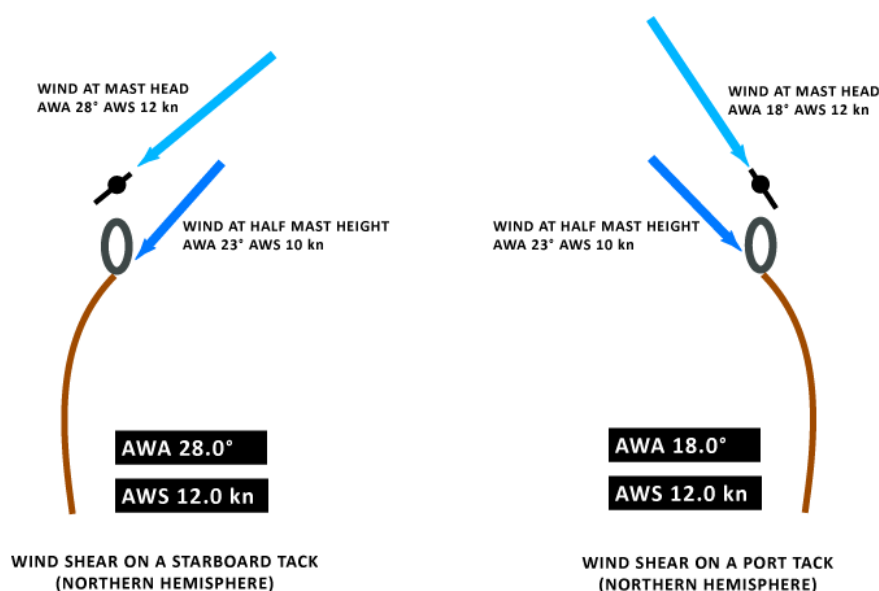 WIND AT MAST HEAD
AWA 28° AWS 12 kn
WIND AT HALF MAST HEIGHT
AWA 23° AWS 10 kn
AWA 28.0°
AWS 12.0 kn
WIND SHEAR ON A STARBOARD TACK
(NORTHERN HEMISPHERE)
WIND AT MAST HEAD
AWA 18° AWS 12 kn
WIND AT HALF MAST HEIGHT
AWA 23° AWS 10 kn
AWA 18.0°
AWS 12.0 kn
WIND SHEAR ON A PORT TACK
(NORTHERN HEMISPHERE)